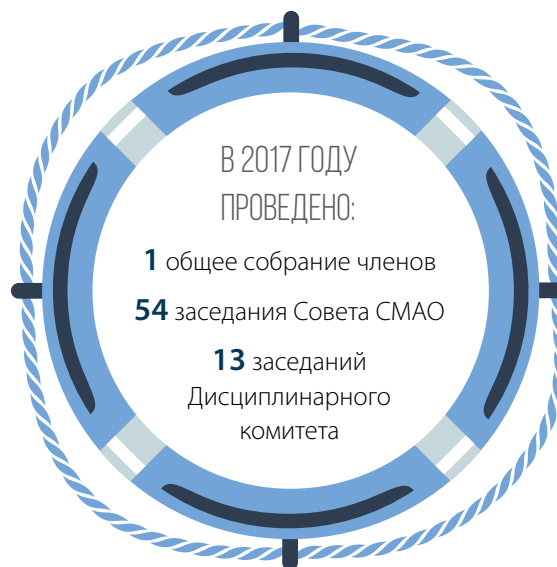 В 2017 ГОДУ
ПРОВЕДЕНО:
1 общее собрание членов
54 заседания Совета СМАО
13 заседаний
Дисциплинарного
комитета